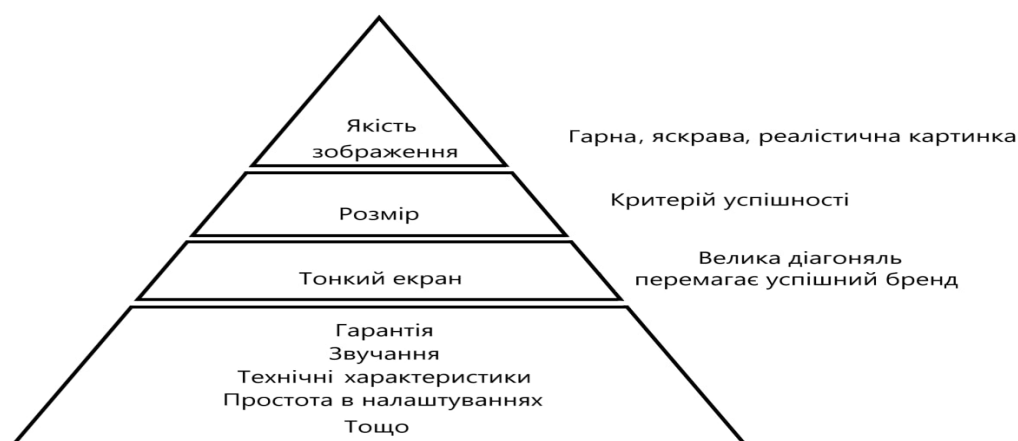 Якість
зображення
Гарна, яскрава, реалістична картинка
Розмір
Критерій успішності
Тонкий екран
Велика діагоняль
перемагає успішний бренд
Гарантія
Звучання
Технічні характеристики
Простота в налаштуваннях
Тощо